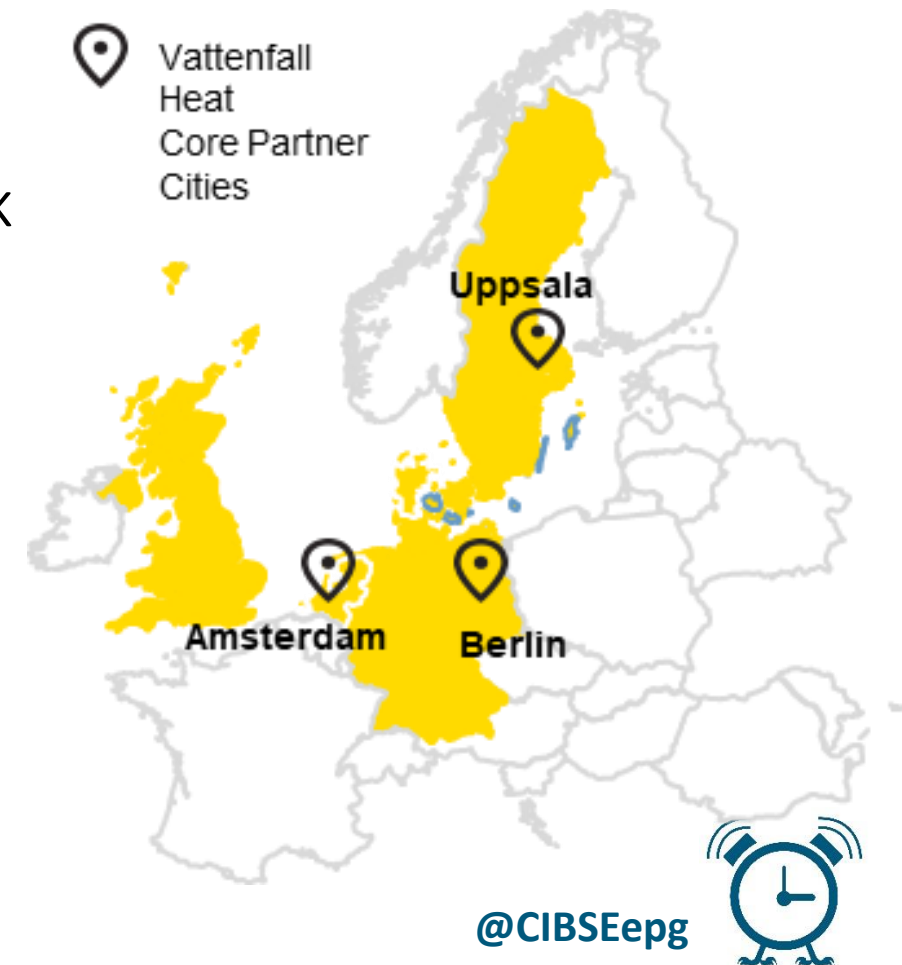 Vattenfall
Heat
Core Partner
Cities
K
Uppsala
Amsterdam
Berlin
@CIBSEepg